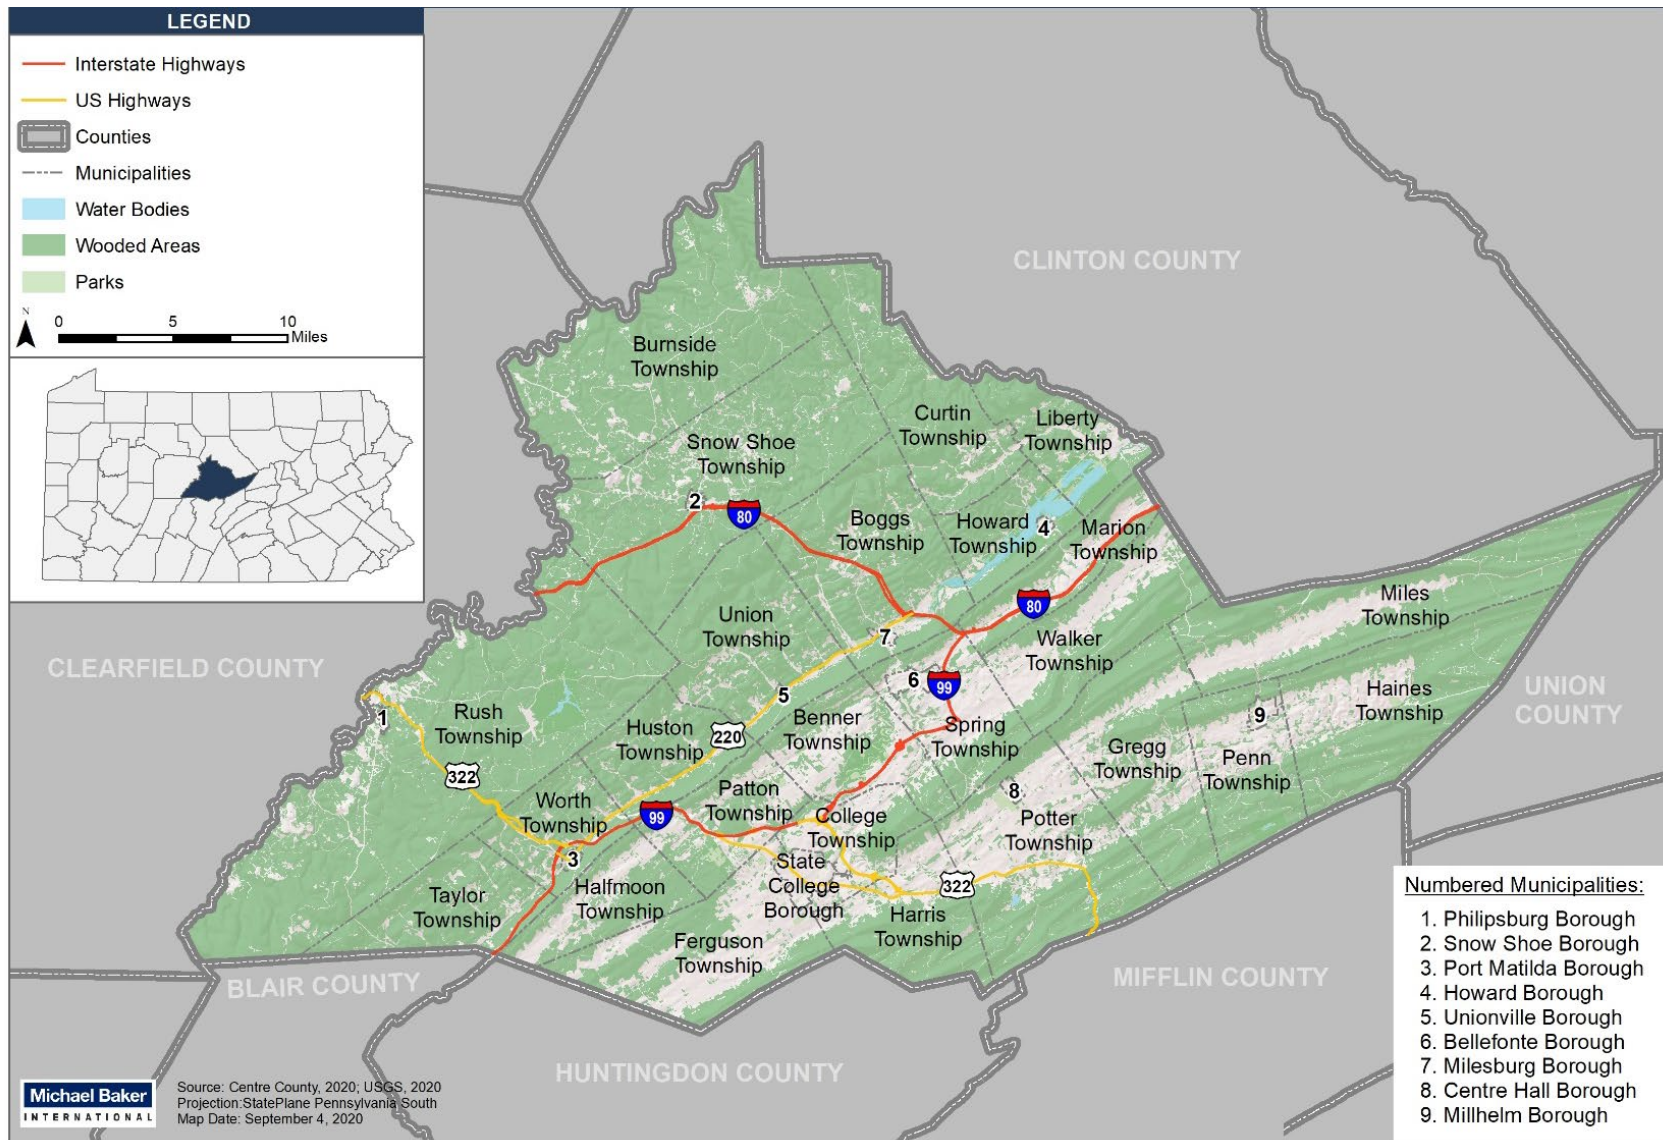 LEGEND
Interstate Highways
US Highways
Counties
Municipalities
Water Bodies
Wooded Areas
Parks
N
0 5 10
Miles
CLINTON COUNTY
Burnside
Township
Curtin
Township
Liberty
Township
Snow Shoe
Township
2
80
Boggs
Township
Howard
Township
4
Marion
Township
80
Miles
Township
Union
Township
7
Walker
Township
CLEARFIELD COUNTY
6
99
5
UNION
COUNTY
Haines
Township
1
Rush
Township
Huston
Township
220
Benner
Township
Spring
Township
9
Gregg
Township
Penn
Township
322
Worth
Township
99
Patton
Township
8
College
Township
Potter
Township
3
State
College
Borough
322
Taylor
Township
Halfmoon
Township
Harris
Township
Ferguson
Township
BLAIR COUNTY
MIFFLIN COUNTY
HUNTINGDON COUNTY
Numbered Municipalities:
1. Philipsburg Borough
2. Snow Shoe Borough
3. Port Matilda Borough
4. Howard Borough
5. Unionville Borough
6. Bellefonte Borough
7. Milesburg Borough
8. Centre Hall Borough
9. Millhelm Borough
Michael Baker
INTERNATIONAL
Source: Centre County, 2020; USGS, 2020
Projection:StatePlane Pennsylvania South
Map Date: September 4, 2020